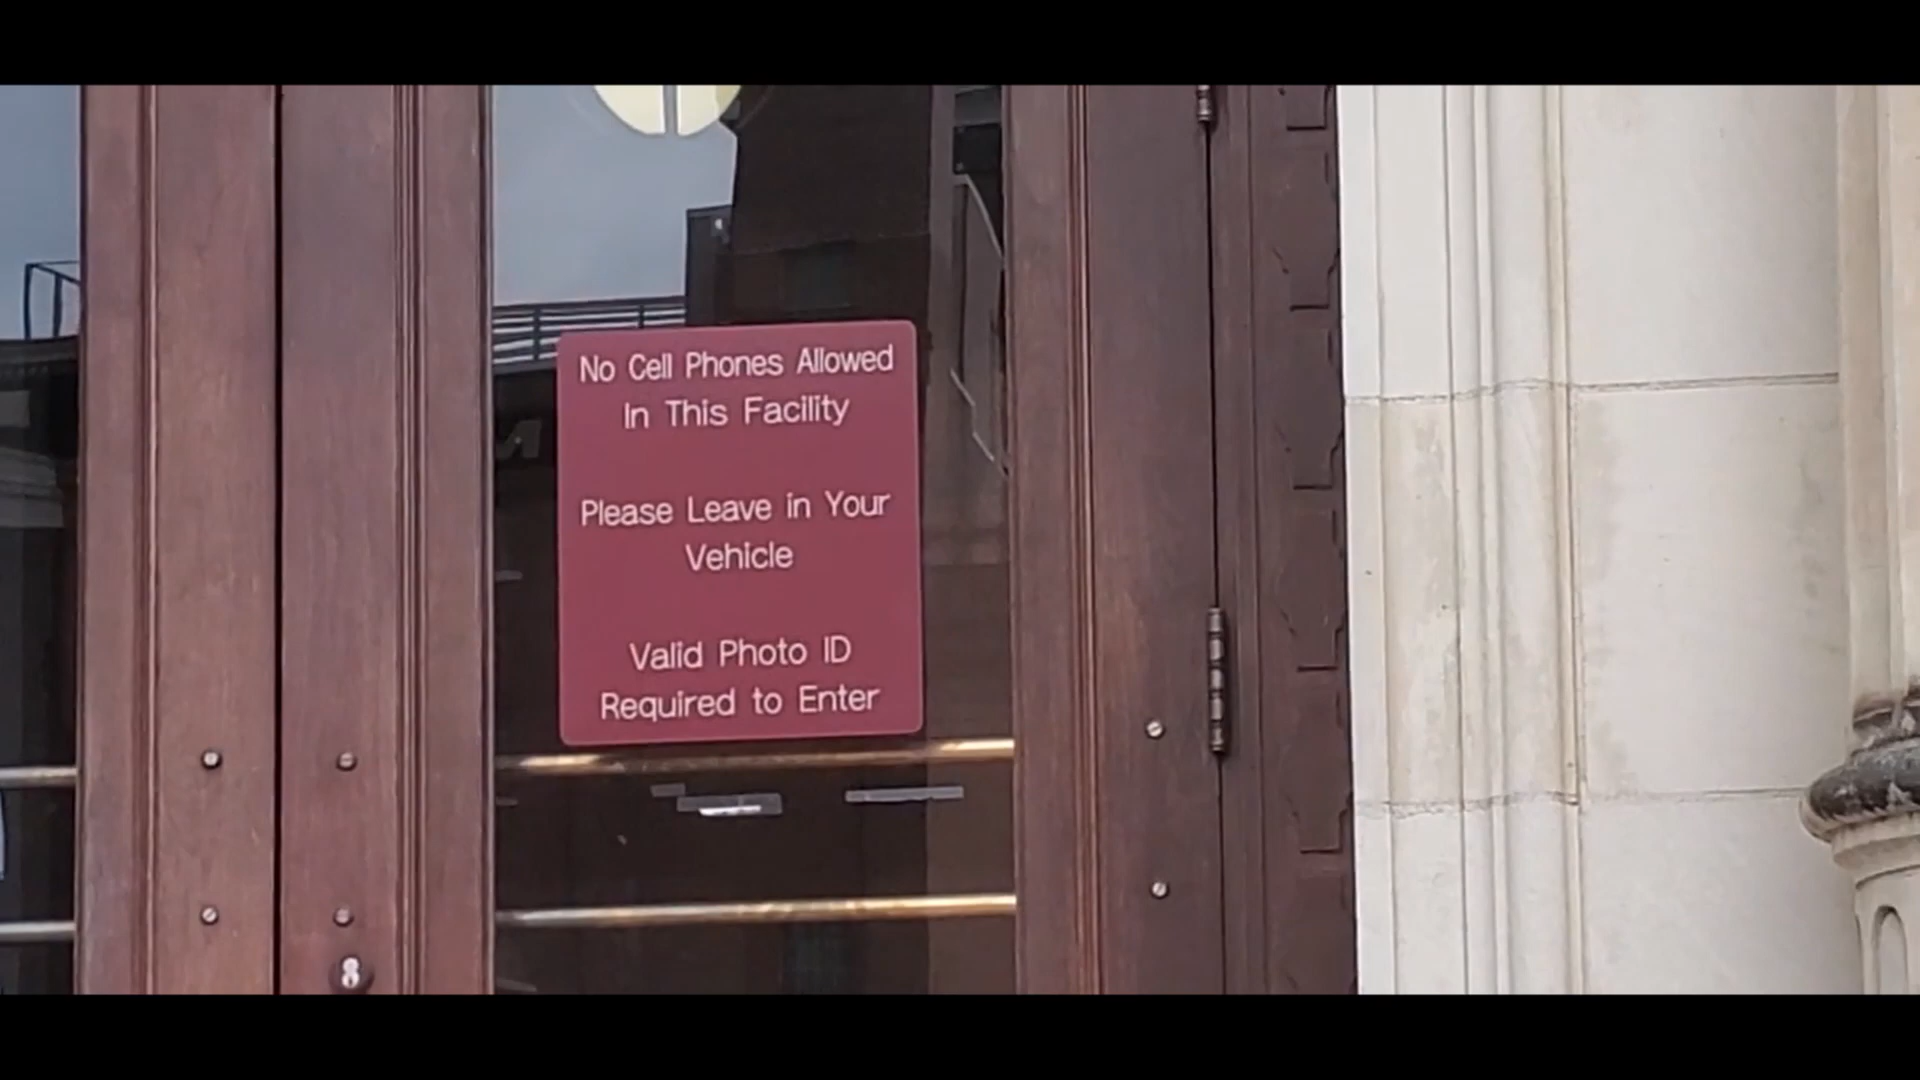 No Cell Phones Allowed
In This Facility
Please Leave in Your
Vehicle
Valid Photo ID
Required to Enter